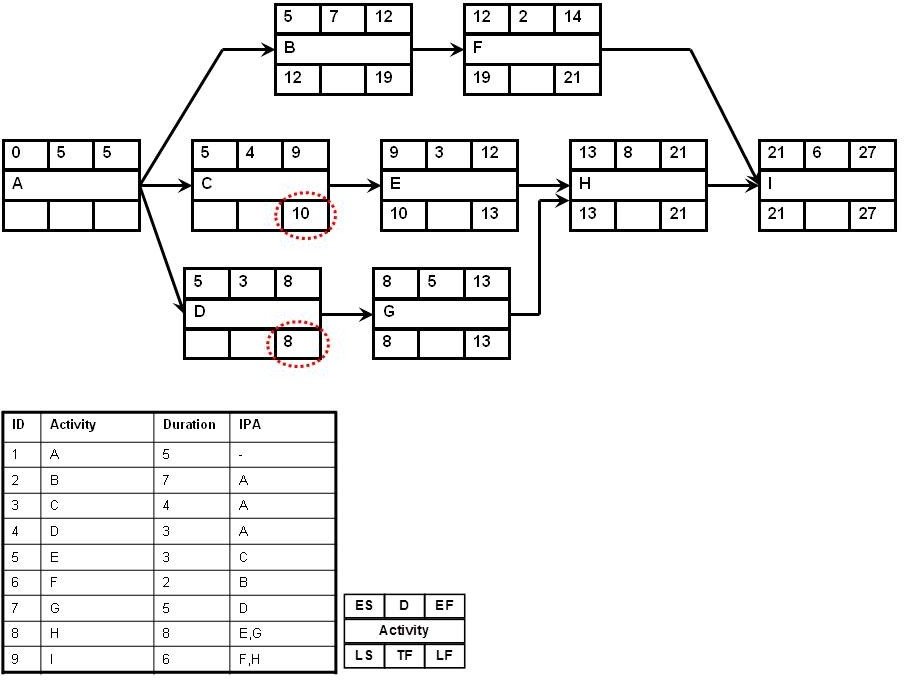 5 7 12
B
12 19
12 2 14
F
19 21
0 5 5
A
5 4 9
C
10
9 3 12
E
10 13
13 8 21
H
13 21
21 6 27
I
21 27
5 3 8
D
8
8 5 13
G
8 13
ID Activity Duration IPA
1 A 5 -
2 B 7 A
3 C 4 A
4 D 3 A
5 E 3 C
6 F 2 B
7 G 5 D
8 H 8 E,G
9 I 6 F,H
ES D EF
Activity
LS TF LF